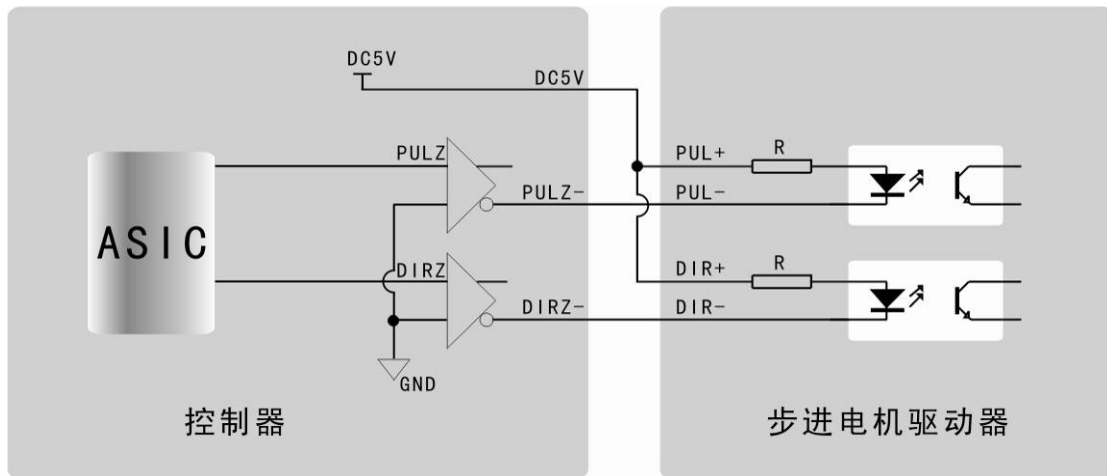 DC5V
DC5V
PULZ
PUL+
R
PULZ-
PUL-
ASIC
DIRZ
DIR+
R
DIRZ-
DIR-
GND
控制器
步进电机驱动器